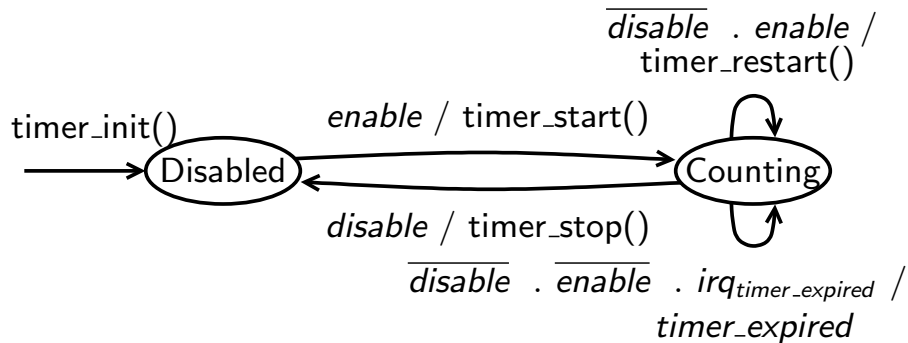 disable . enable /
timer_restart()
timer_init()
enable / timer_start()
Disabled
Counting
disable / timer_stop()
disable . enable . irq_timer_expired /
timer_expired